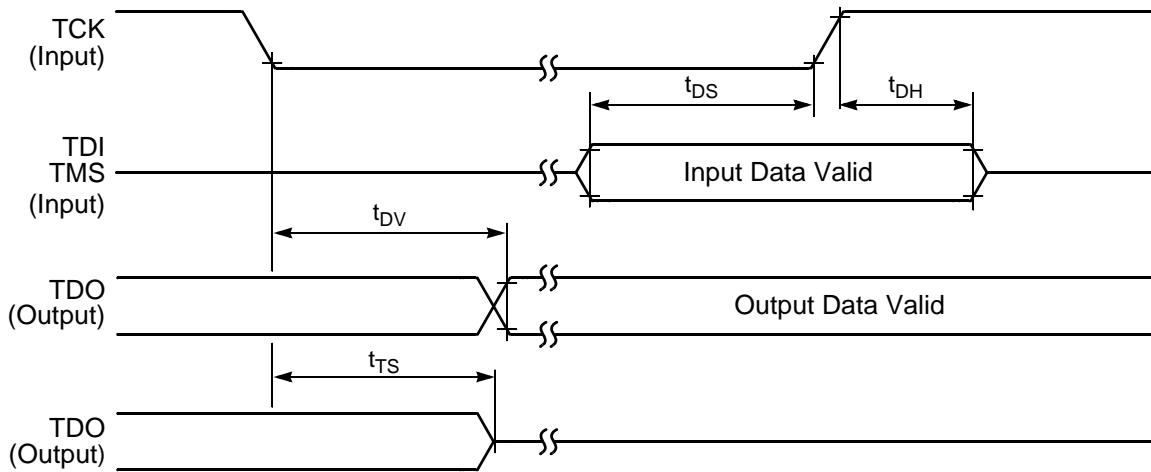 TCK
(Input)
tDS
tDH
TDI
TMS
(Input)
Input Data Valid
tDV
TDO
(Output)
Output Data Valid
tTS
TDO
(Output)